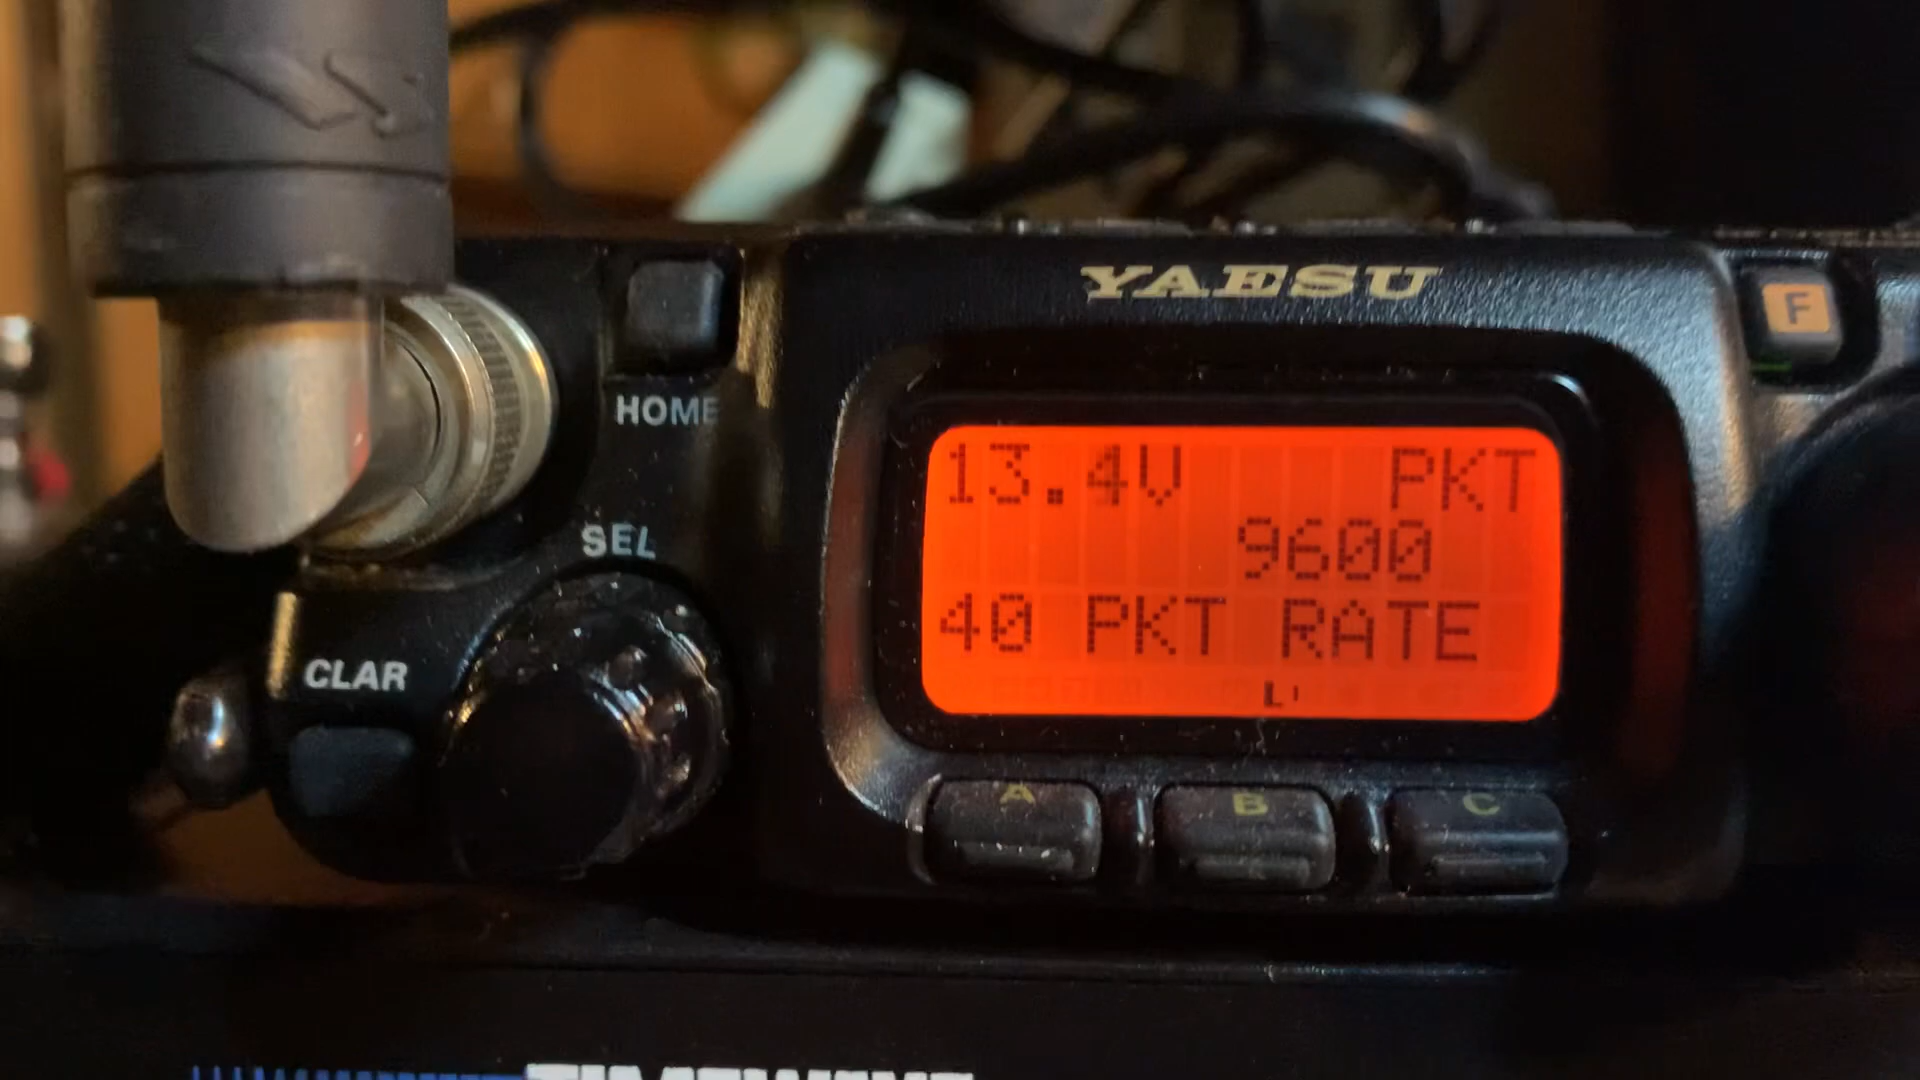 YAESU
F
HOME
13.4V PKT
9600
SEL
40 PKT RATE
CLAR
L'
A B C